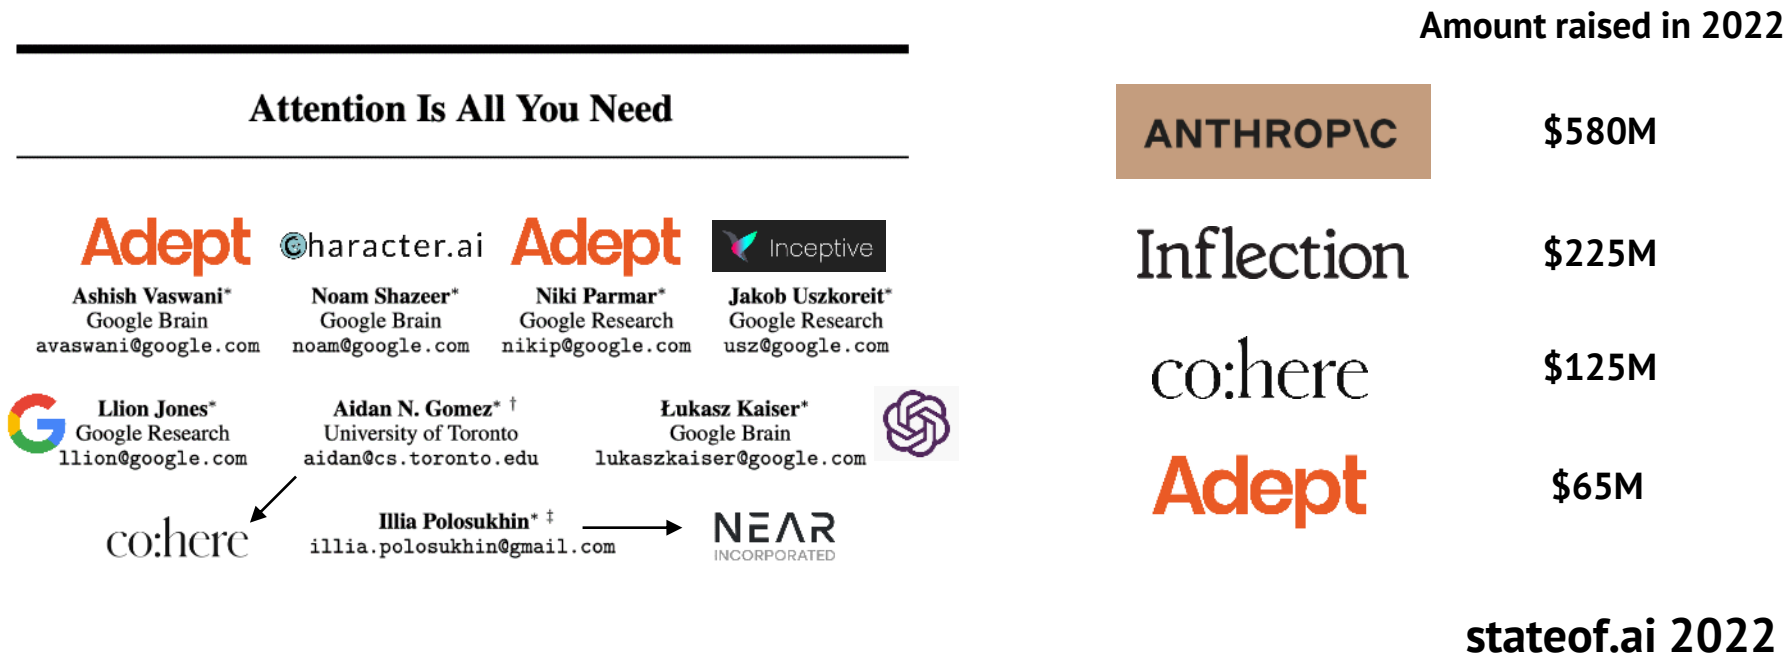 Amount raised in 2022
Attention Is All You Need
Adept
character.ai
Adept
Inceptive
Ashish Vaswani*
Google Brain
avaswani@google.com
Noam Shazeer*
Google Brain
noam@google.com
Niki Parmar*
Google Research
nikip@google.com
Jakob Uszkoreit*
Google Research
usz@google.com
Llion Jones*
Google Research
llion@google.com
Aidan N. Gomez* †
University of Toronto
aidan@cs.toronto.edu
Łukasz Kaiser*
Google Brain
lukaszkaiser@google.com
co:here
Illia Polosukhin* ‡
illia.polosukhin@gmail.com
NEAR
INCORPORATED
ANTHROP\C
$580M
Inflection
$225M
co:here
$125M
Adept
$65M
stateof.ai 2022